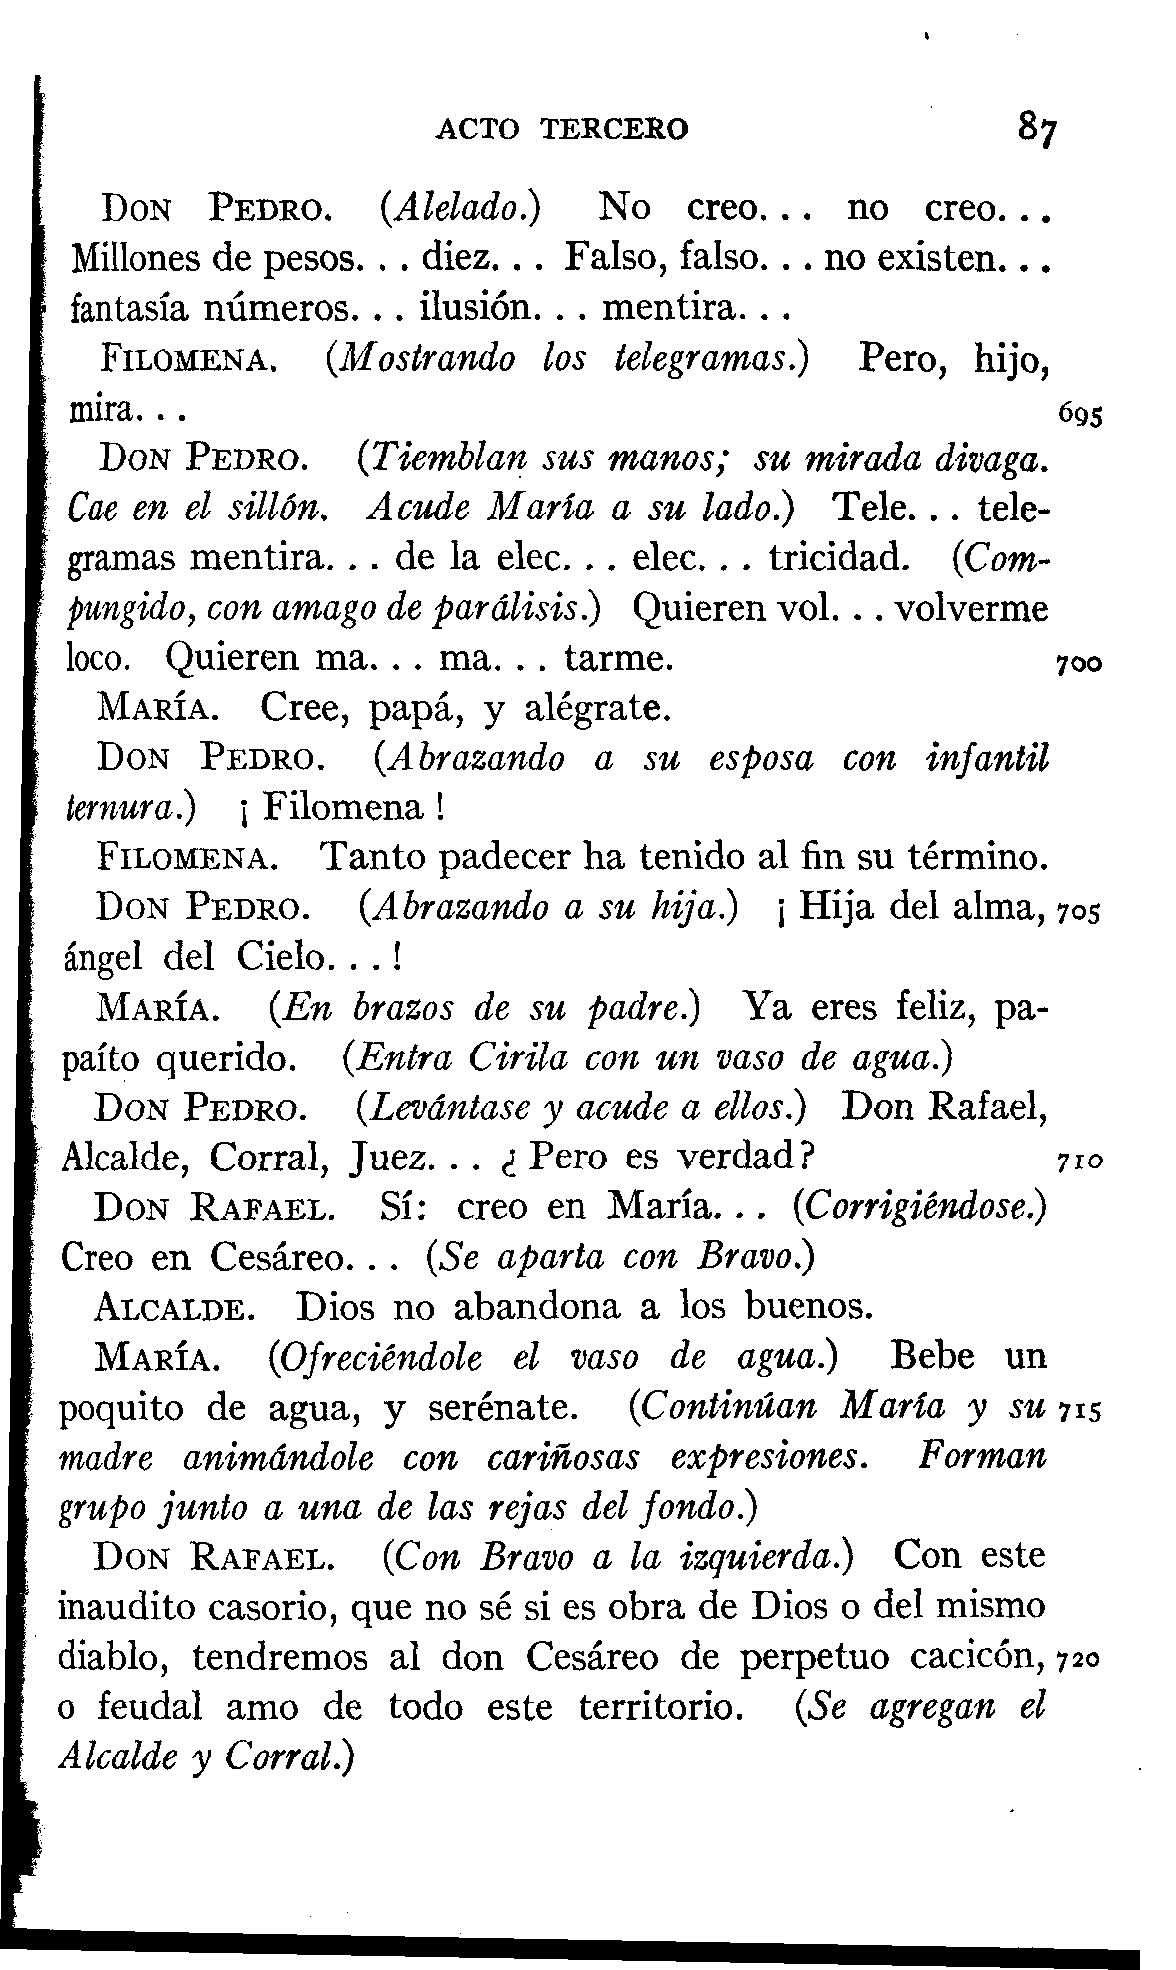 ACTO TERCERO 87
DON PEDRO. (Alelado.) No creo. . . no creo. . .
Millones de pesos. . . diez. . . Falso, falso. . . no existen. . .
fantasía números. . . ilusión. . . mentira. . .
FILOMENA. (Mostrando los telegramas.) Pero, hijo,
mira. . . 695
DON PEDRO. (Tiemblan sus manos; su mirada divaga.
Cae en el sillón. Acude María a su lado.) Tele. . . tele-
gramas mentira. . . de la elec. . . elec. . . tricidad. (Com-
pungido, con amago de parálisis.) Quieren vol. . . volverme
loco. Quieren ma. . . ma. . . tarme. 700
MARÍA. Cree, papá, y alégrate.
DON PEDRO. (Abrazando a su esposa con infantil
ternura.) ¡ Filomena !
FILOMENA. Tanto padecer ha tenido al fin su término.
DON PEDRO. (Abrazando a su hija.) ¡ Hija del alma, 705
ángel del Cielo. . . !
MARÍA. (En brazos de su padre.) Ya eres feliz, pa-
paíto querido. (Entra Cirila con un vaso de agua.)
DON PEDRO. (Levántase y acude a ellos.) Don Rafael,
Alcalde, Corral, Juez. . . ¿ Pero es verdad? 710
DON RAFAEL. Sí: creo en María. . . (Corrigiéndose.)
Creo en Cesáreo. . . (Se aparta con Bravo.)
ALCALDE. Dios no abandona a los buenos.
MARÍA. (Ofreciéndole el vaso de agua.) Bebe un
poquito de agua, y serénate. (Continúan María y su 715
madre animándole con cariñosas expresiones. Forman
grupo junto a una de las rejas del fondo.)
DON RAFAEL. (Con Bravo a la izquierda.) Con este
inaudito casorio, que no sé si es obra de Dios o del mismo
diablo, tendremos al don Cesáreo de perpetuo cacicón, 720
o feudal amo de todo este territorio. (Se agregan el
Alcalde y Corral.)